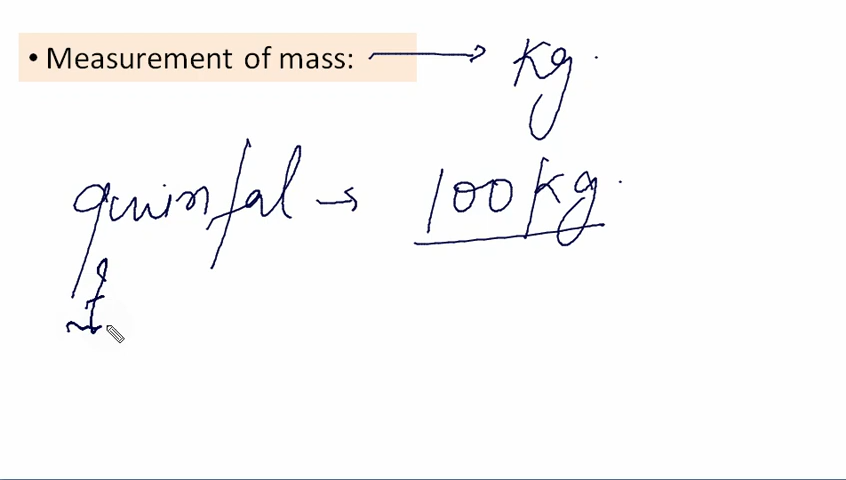 • Measurement of mass: → Kg.
quintal → 100 Kg.